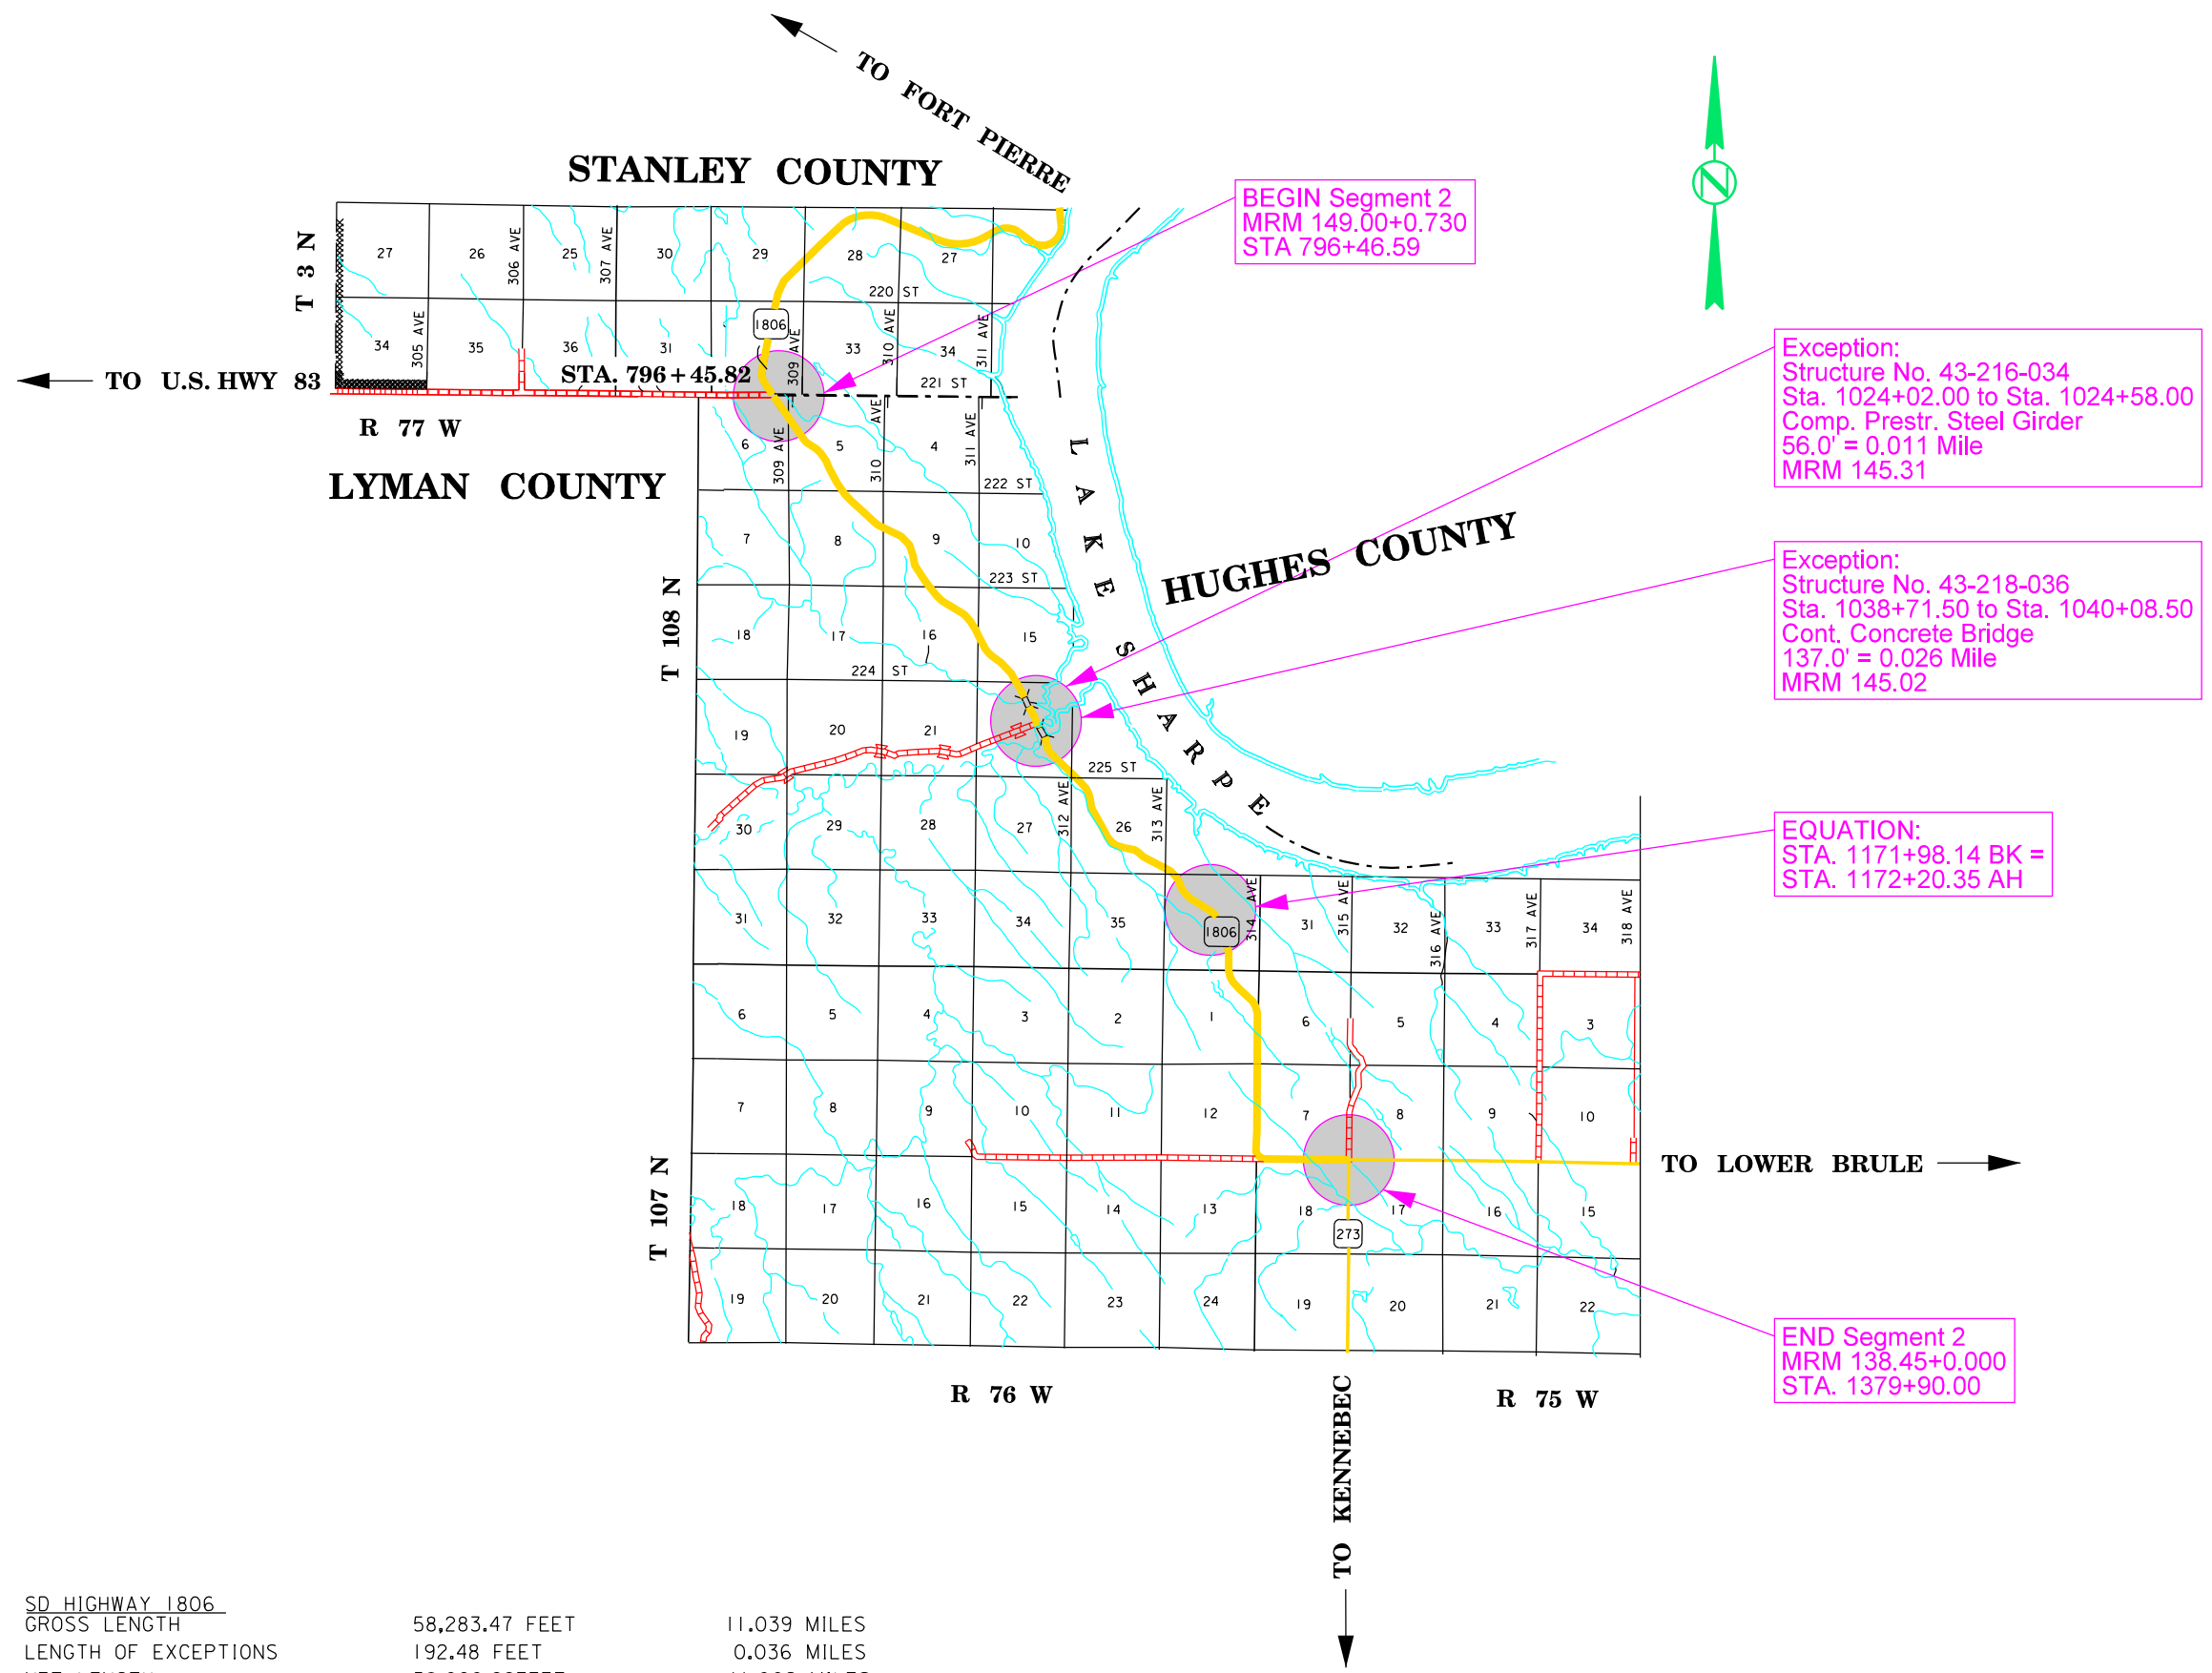 TO FORT PIERRE
STANLEY COUNTY
BEGIN Segment 2
MRM 149.00+0.730
STA 796+46.59
T 3 N
27
26
306 AVE
25
307 AVE
30
29
28
27
220 ST
1806
34
305 AVE
35
36
31
309 AVE
33
310 AVE
34
311 AVE
221 ST
STA. 796+45.82
TO U.S. HWY 83
R 77 W
LYMAN COUNTY
Exception:
Structure No. 43-216-034
Sta. 1024+02.00 to Sta. 1024+58.00
Comp. Prestr. Steel Girder
56.0' = 0.011 Mile
MRM 145.31
6
309 AVE
5
310 AVE
4
311 AVE
222 ST
LAKE SHARPE
HUGHES COUNTY
7
8
9
10
223 ST
Exception:
Structure No. 43-218-036
Sta. 1038+71.50 to Sta. 1040+08.50
Cont. Concrete Bridge
137.0' = 0.026 Mile
MRM 145.02
T 108 N
18
17
16
15
224 ST
19
20
21
225 ST
30
29
28
27
312 AVE
26
313 AVE
EQUATION:
STA. 1171+98.14 BK =
STA. 1172+20.35 AH
31
32
33
34
35
1806
314 AVE
31
315 AVE
32
316 AVE
33
317 AVE
34
318 AVE
6
5
4
3
2
1
6
5
4
3
7
8
9
10
11
12
7
8
9
10
TO LOWER BRULE
T 107 N
18
17
16
15
14
13
18
17
16
15
273
19
20
21
22
23
24
19
20
21
22
END Segment 2
MRM 138.45+0.000
STA. 1379+90.00
R 76 W
R 75 W
TO KENNEBEC
SD HIGHWAY 1806
GROSS LENGTH 58,283.47 FEET 11.039 MILES
LENGTH OF EXCEPTIONS 192.48 FEET 0.036 MILES